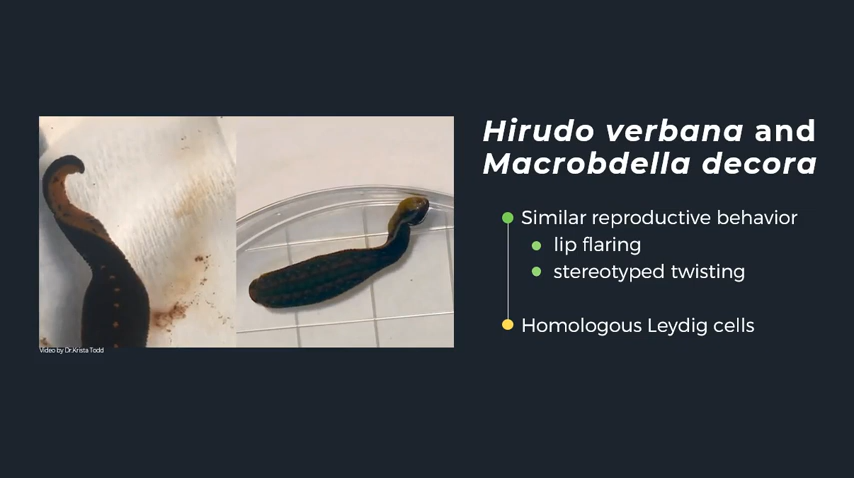 Hirudo verbana and
Macrobdella decora
Similar reproductive behavior
lip flaring
stereotyped twisting
Homologous Leydig cells
Video by Dr.Krista Todd